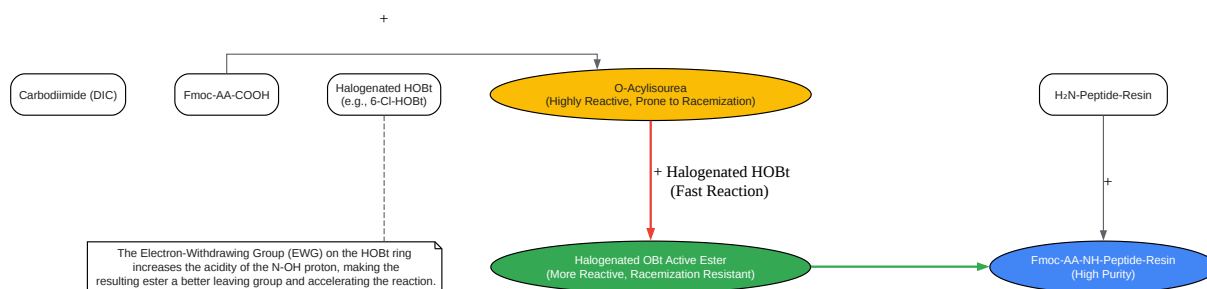 +
Carbodiimide (DIC)
Fmoc-AA-COOH
Halogenated HOBt
(e.g., 6-Cl-HOBt)
O-Acylisourea
(Highly Reactive, Prone to Racemization)
H₂N-Peptide-Resin
+ Halogenated HOBt
(Fast Reaction)
+
The Electron-Withdrawing Group (EWG) on the HOBt ring
increases the acidity of the N-OH proton, making the
resulting ester a better leaving group and accelerating the reaction.
Halogenated OBt Active Ester
(More Reactive, Racemization Resistant)
Fmoc-AA-NH-Peptide-Resin
(High Purity)